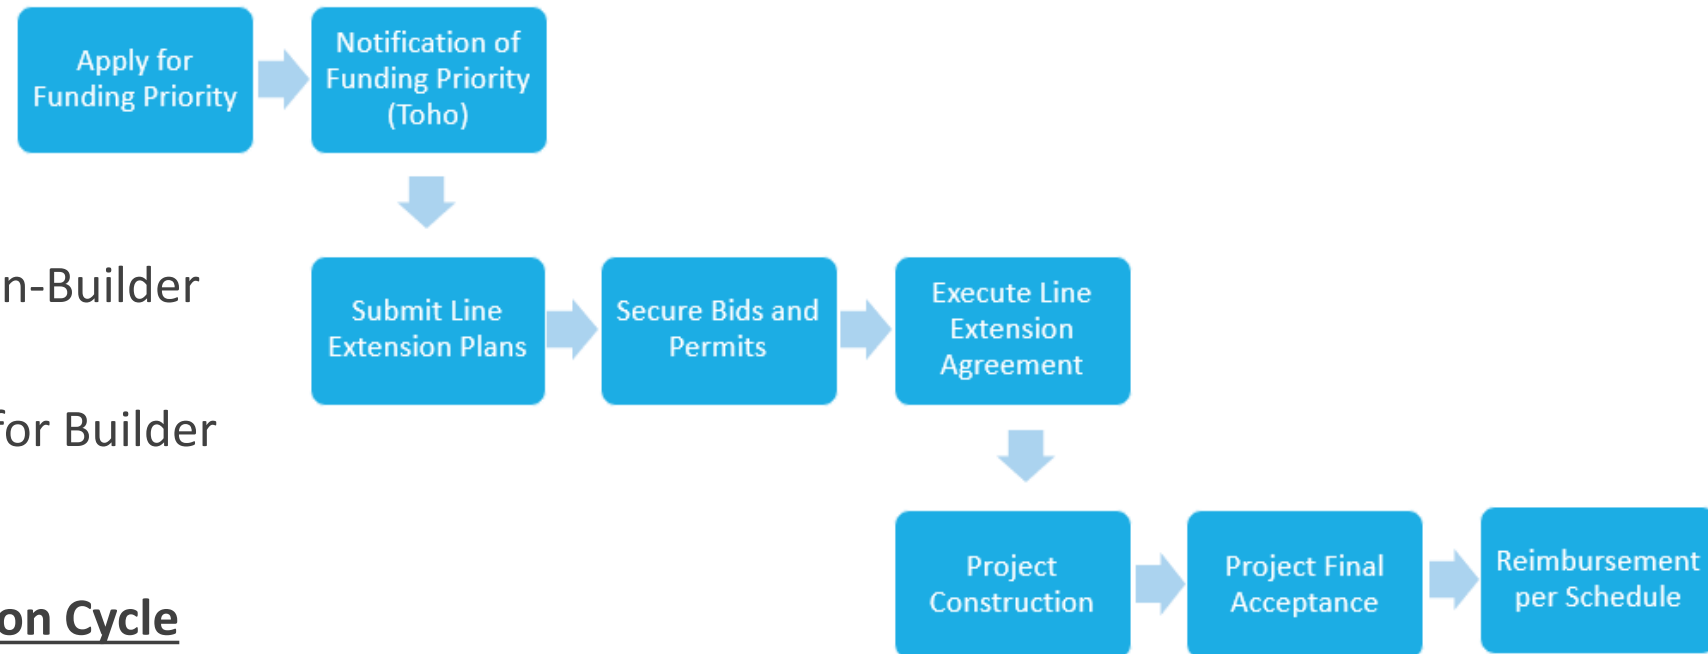 Apply for
Funding Priority
Notification of
Funding Priority
(Toho)
n-Builder
Submit Line
Extension Plans
Secure Bids and
Permits
Execute Line
Extension
Agreement
for Builder
Project
Construction
Project Final
Acceptance
Reimbursement
per Schedule
on Cycle